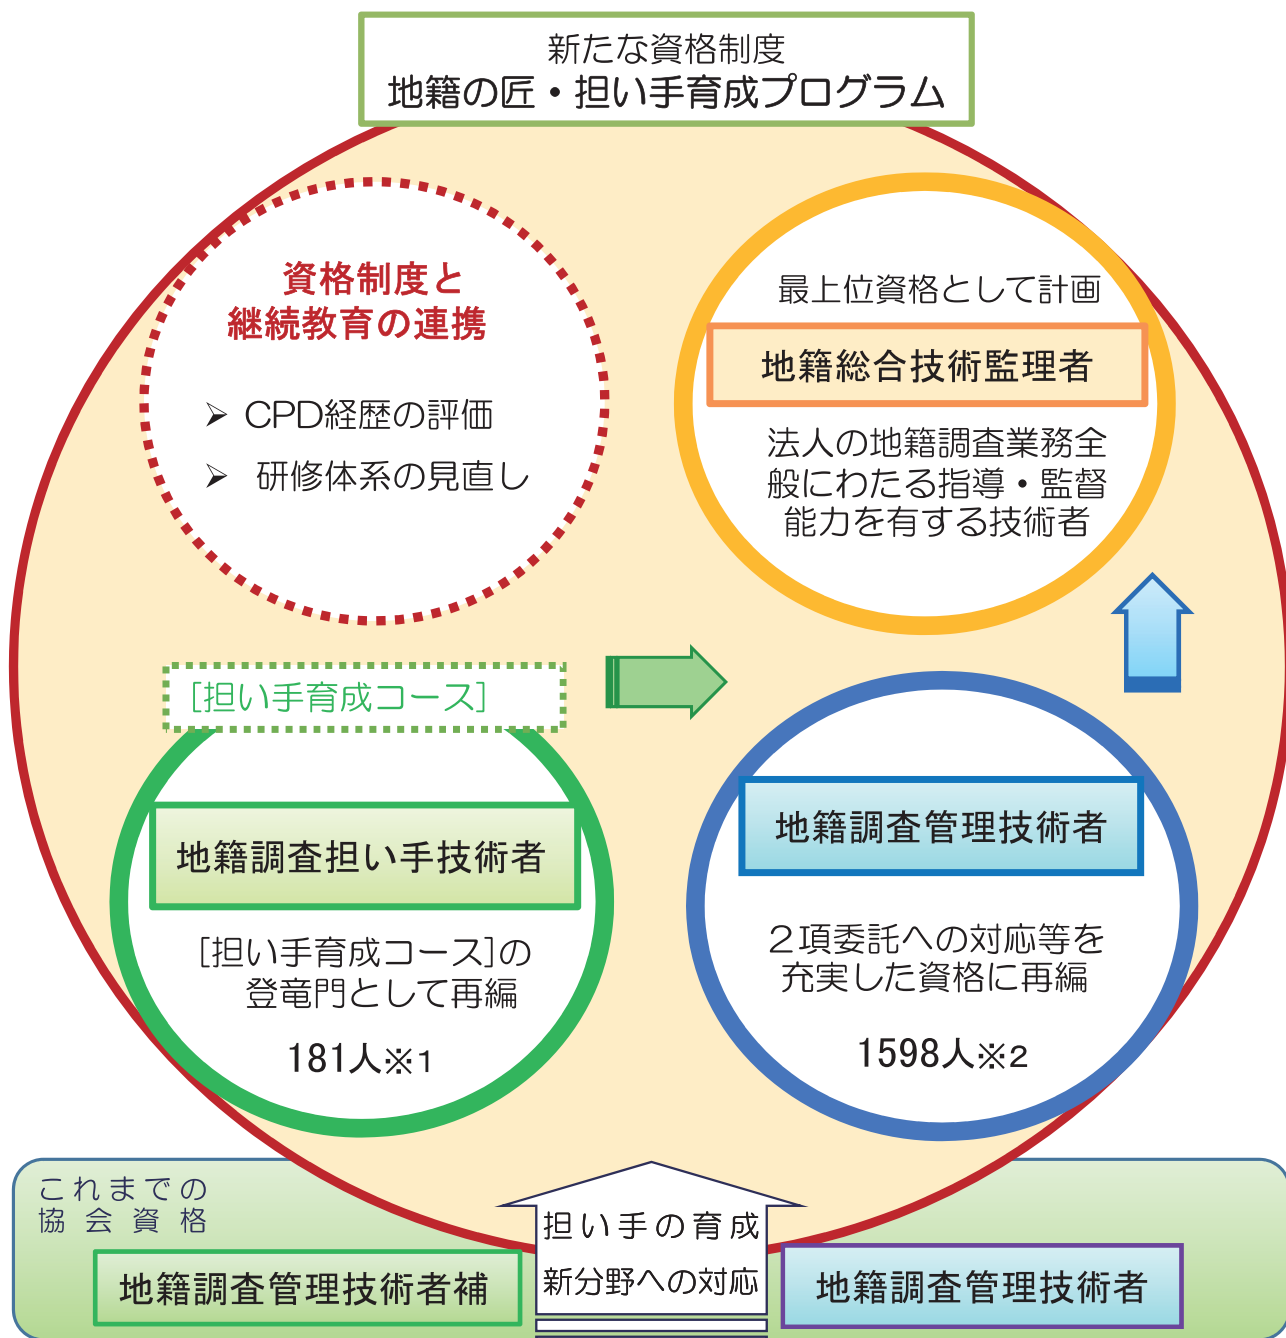 新たな資格制度
地籍の匠・担い手育成プログラム
資格制度と
継続教育の連携
➢ CPD経歴の評価
➢ 研修体系の見直し
最上位資格として計画
地籍総合技術監理者
法人の地籍調査業務全
般にわたる指導・監督
能力を有する技術者
[担い手育成コース]
地籍調査担い手技術者
[担い手育成コース]の
登竜門として再編
181人※1
地籍調査管理技術者
2項委託への対応等を
充実した資格に再編
1598人※2
これまでの
協会資格
地籍調査管理技術者補
担い手の育成
新分野への対応
地籍調査管理技術者